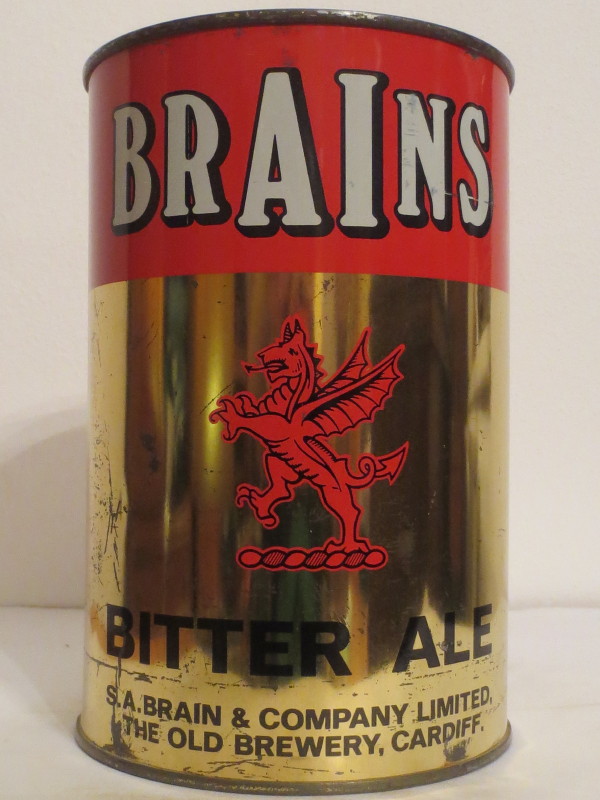 BRAINS
BITTER ALE
S.A.BRAIN & COMPANY LIMITED,
THE OLD BREWERY, CARDIFF.